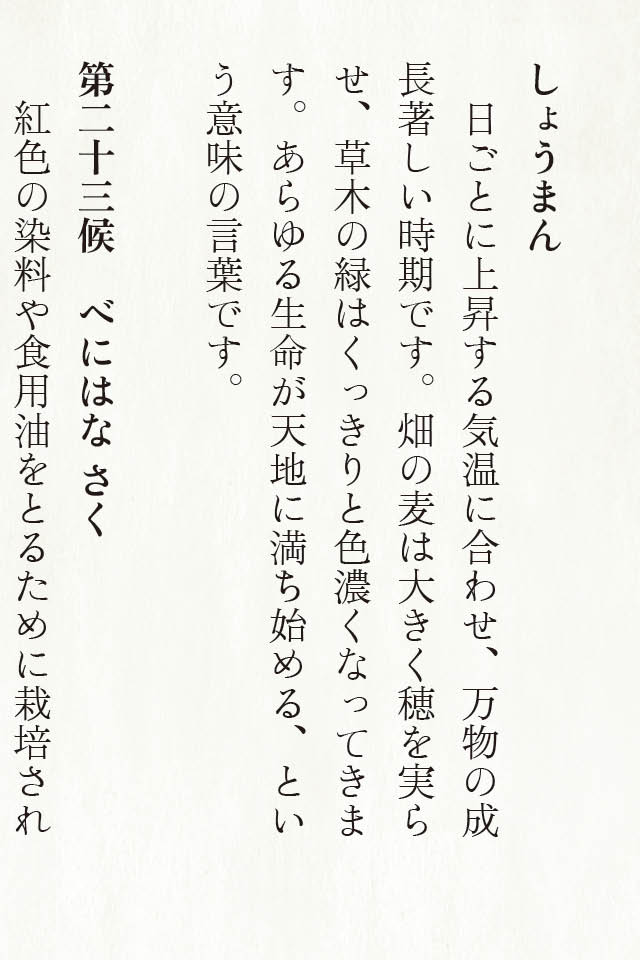 しょうまん
日ごとに上昇する気温に合わせ、万物の成
長著しい時期です。畑の麦は大きく穂を実ら
せ、草木の緑はくっきりと色濃くなってきま
す。あらゆる生命が天地に満ち始める、とい
う意味の言葉です。
第二十三候　べにはな さく
紅色の染料や食用油をとるために栽培され